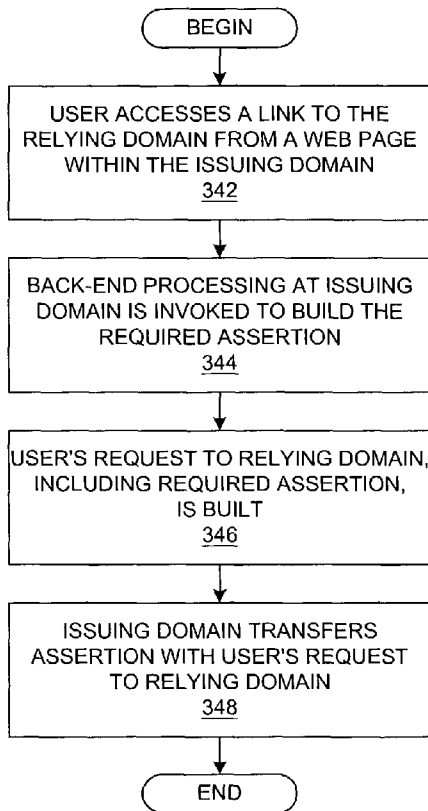 BEGIN
USER ACCESSES A LINK TO THE
RELYING DOMAIN FROM A WEB PAGE
WITHIN THE ISSUING DOMAIN
342
BACK-END PROCESSING AT ISSUING
DOMAIN IS INVOKED TO BUILD THE
REQUIRED ASSERTION
344
USER'S REQUEST TO RELYING DOMAIN,
INCLUDING REQUIRED ASSERTION,
IS BUILT
346
ISSUING DOMAIN TRANSFERS
ASSERTION WITH USER'S REQUEST
TO RELYING DOMAIN
348
END